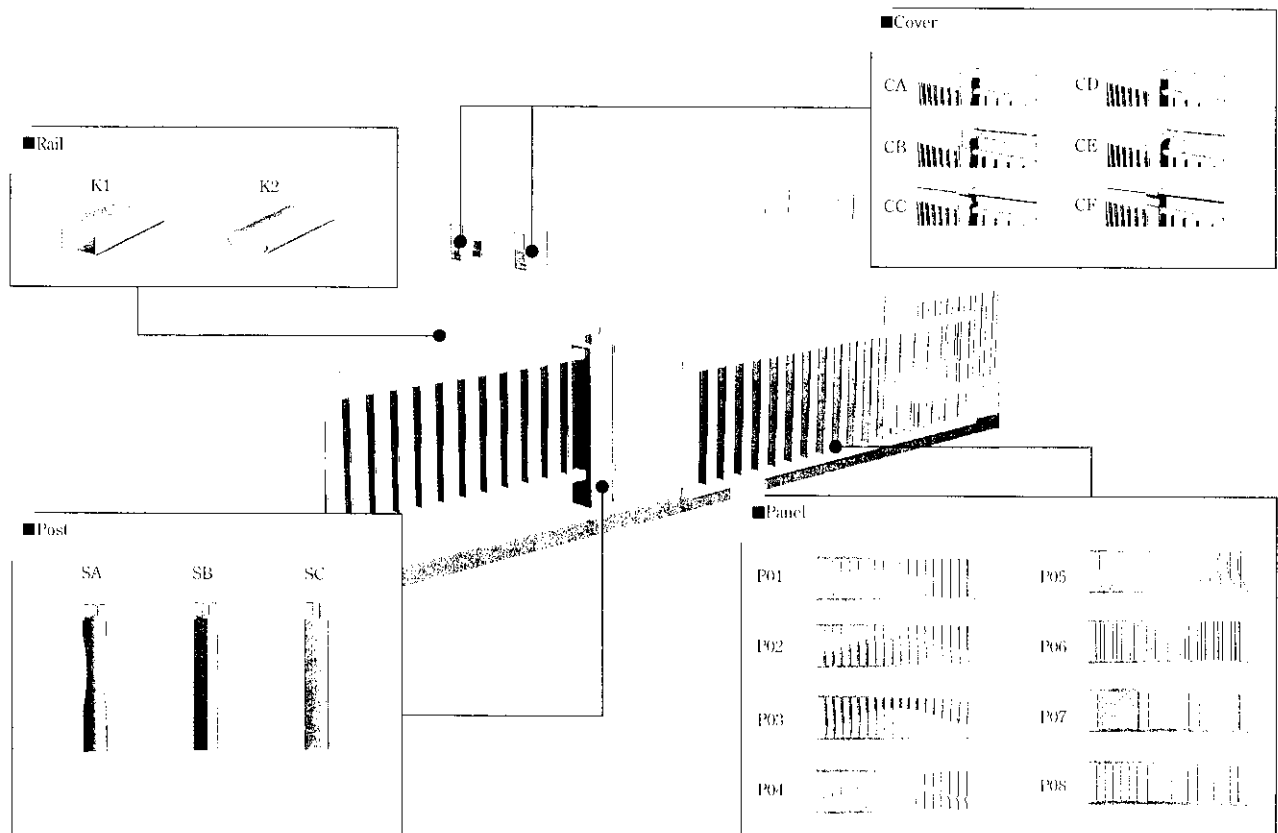 ■Cover
CA
CD
CB
CE
CC
CF
■Rail
K1
K2
■Post
SA
SB
SC
■Panel
P01
P05
P02
P06
P03
P07
P04
P08